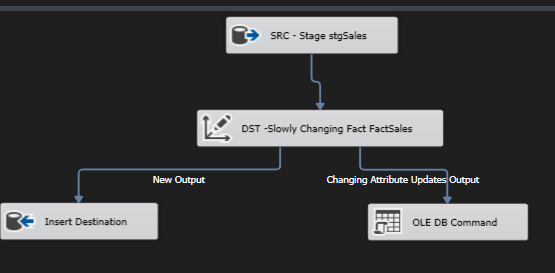 SRC - Stage stgSales
DST -Slowly Changing Fact FactSales
New Output
Changing Attribute Updates Output
Insert Destination
OLE DB Command